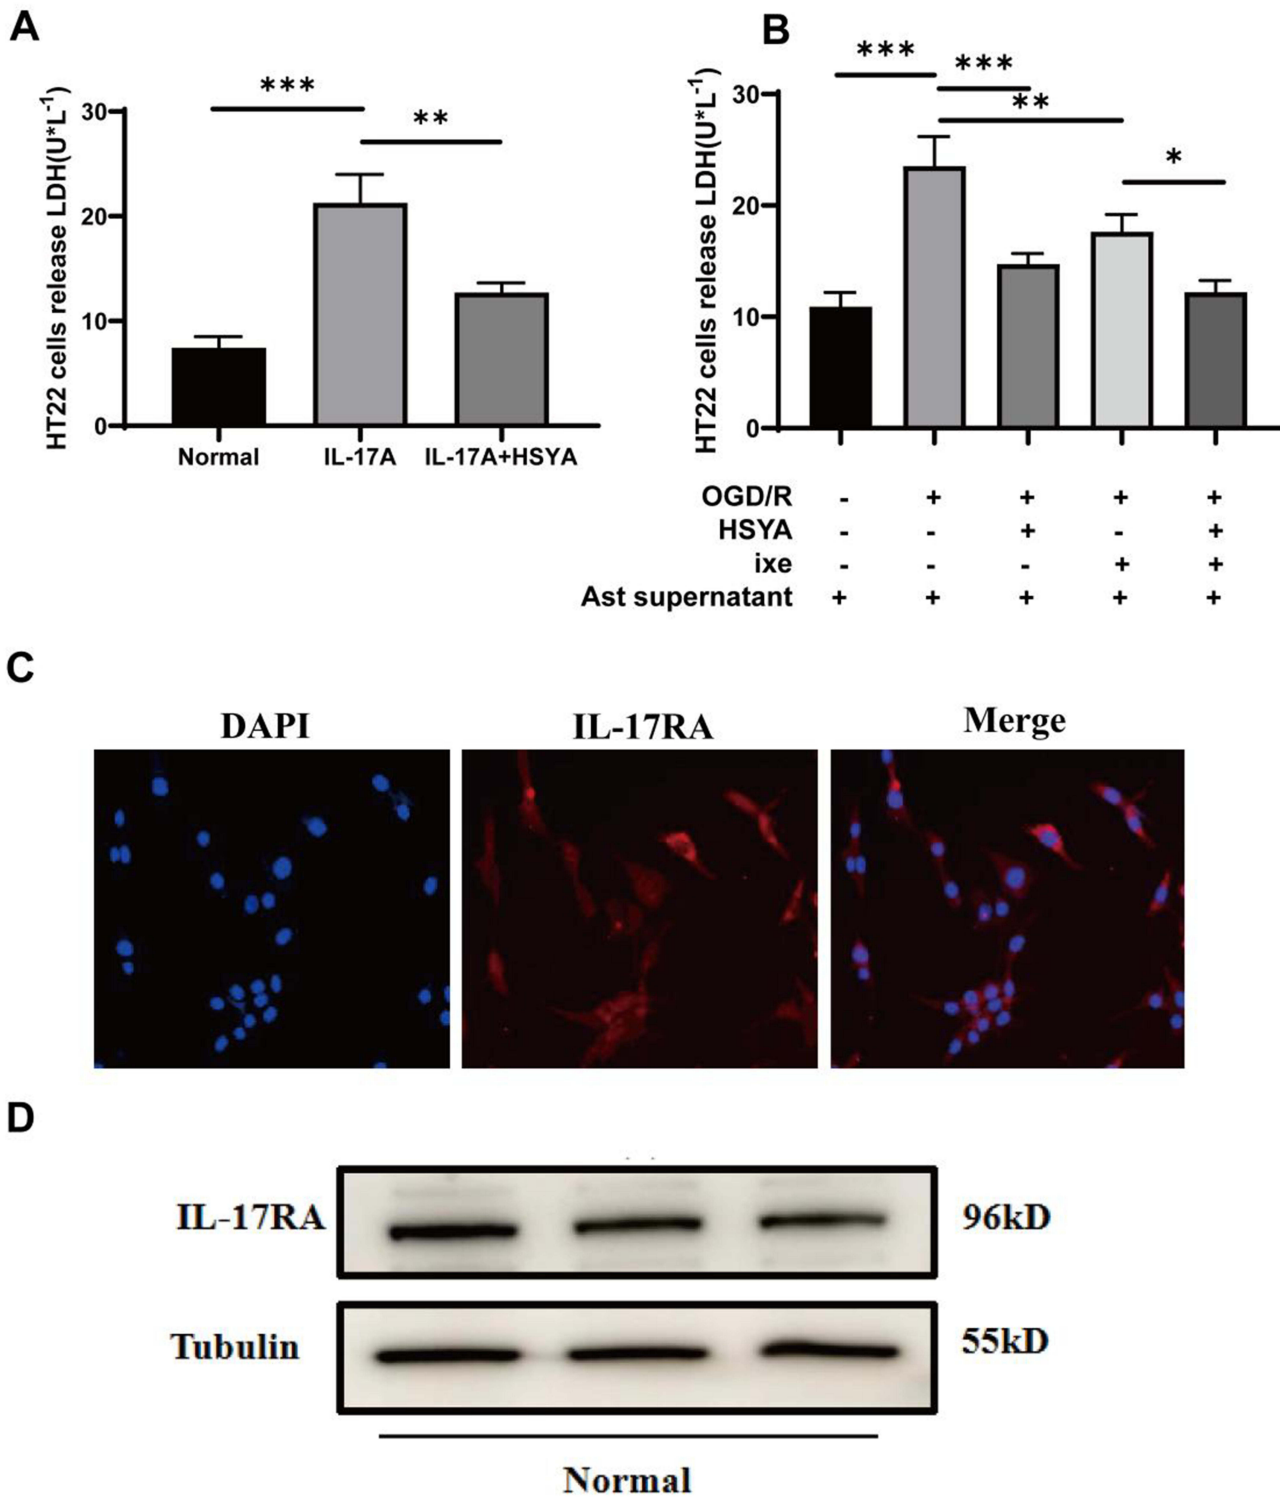 A
HT22 cells release LDH(U*L-1)
30
20
10
0
***
**
Normal IL-17A IL-17A+HSYA
B
HT22 cells release LDH(U*L-1)
30
20
10
0
***
***
**
*
OGD/R - + + + +
HSYA - - + - +
ixe - - - + +
Ast supernatant + + + + +
C
DAPI IL-17RA Merge
D
IL-17RA 96kD
Tubulin 55kD
Normal